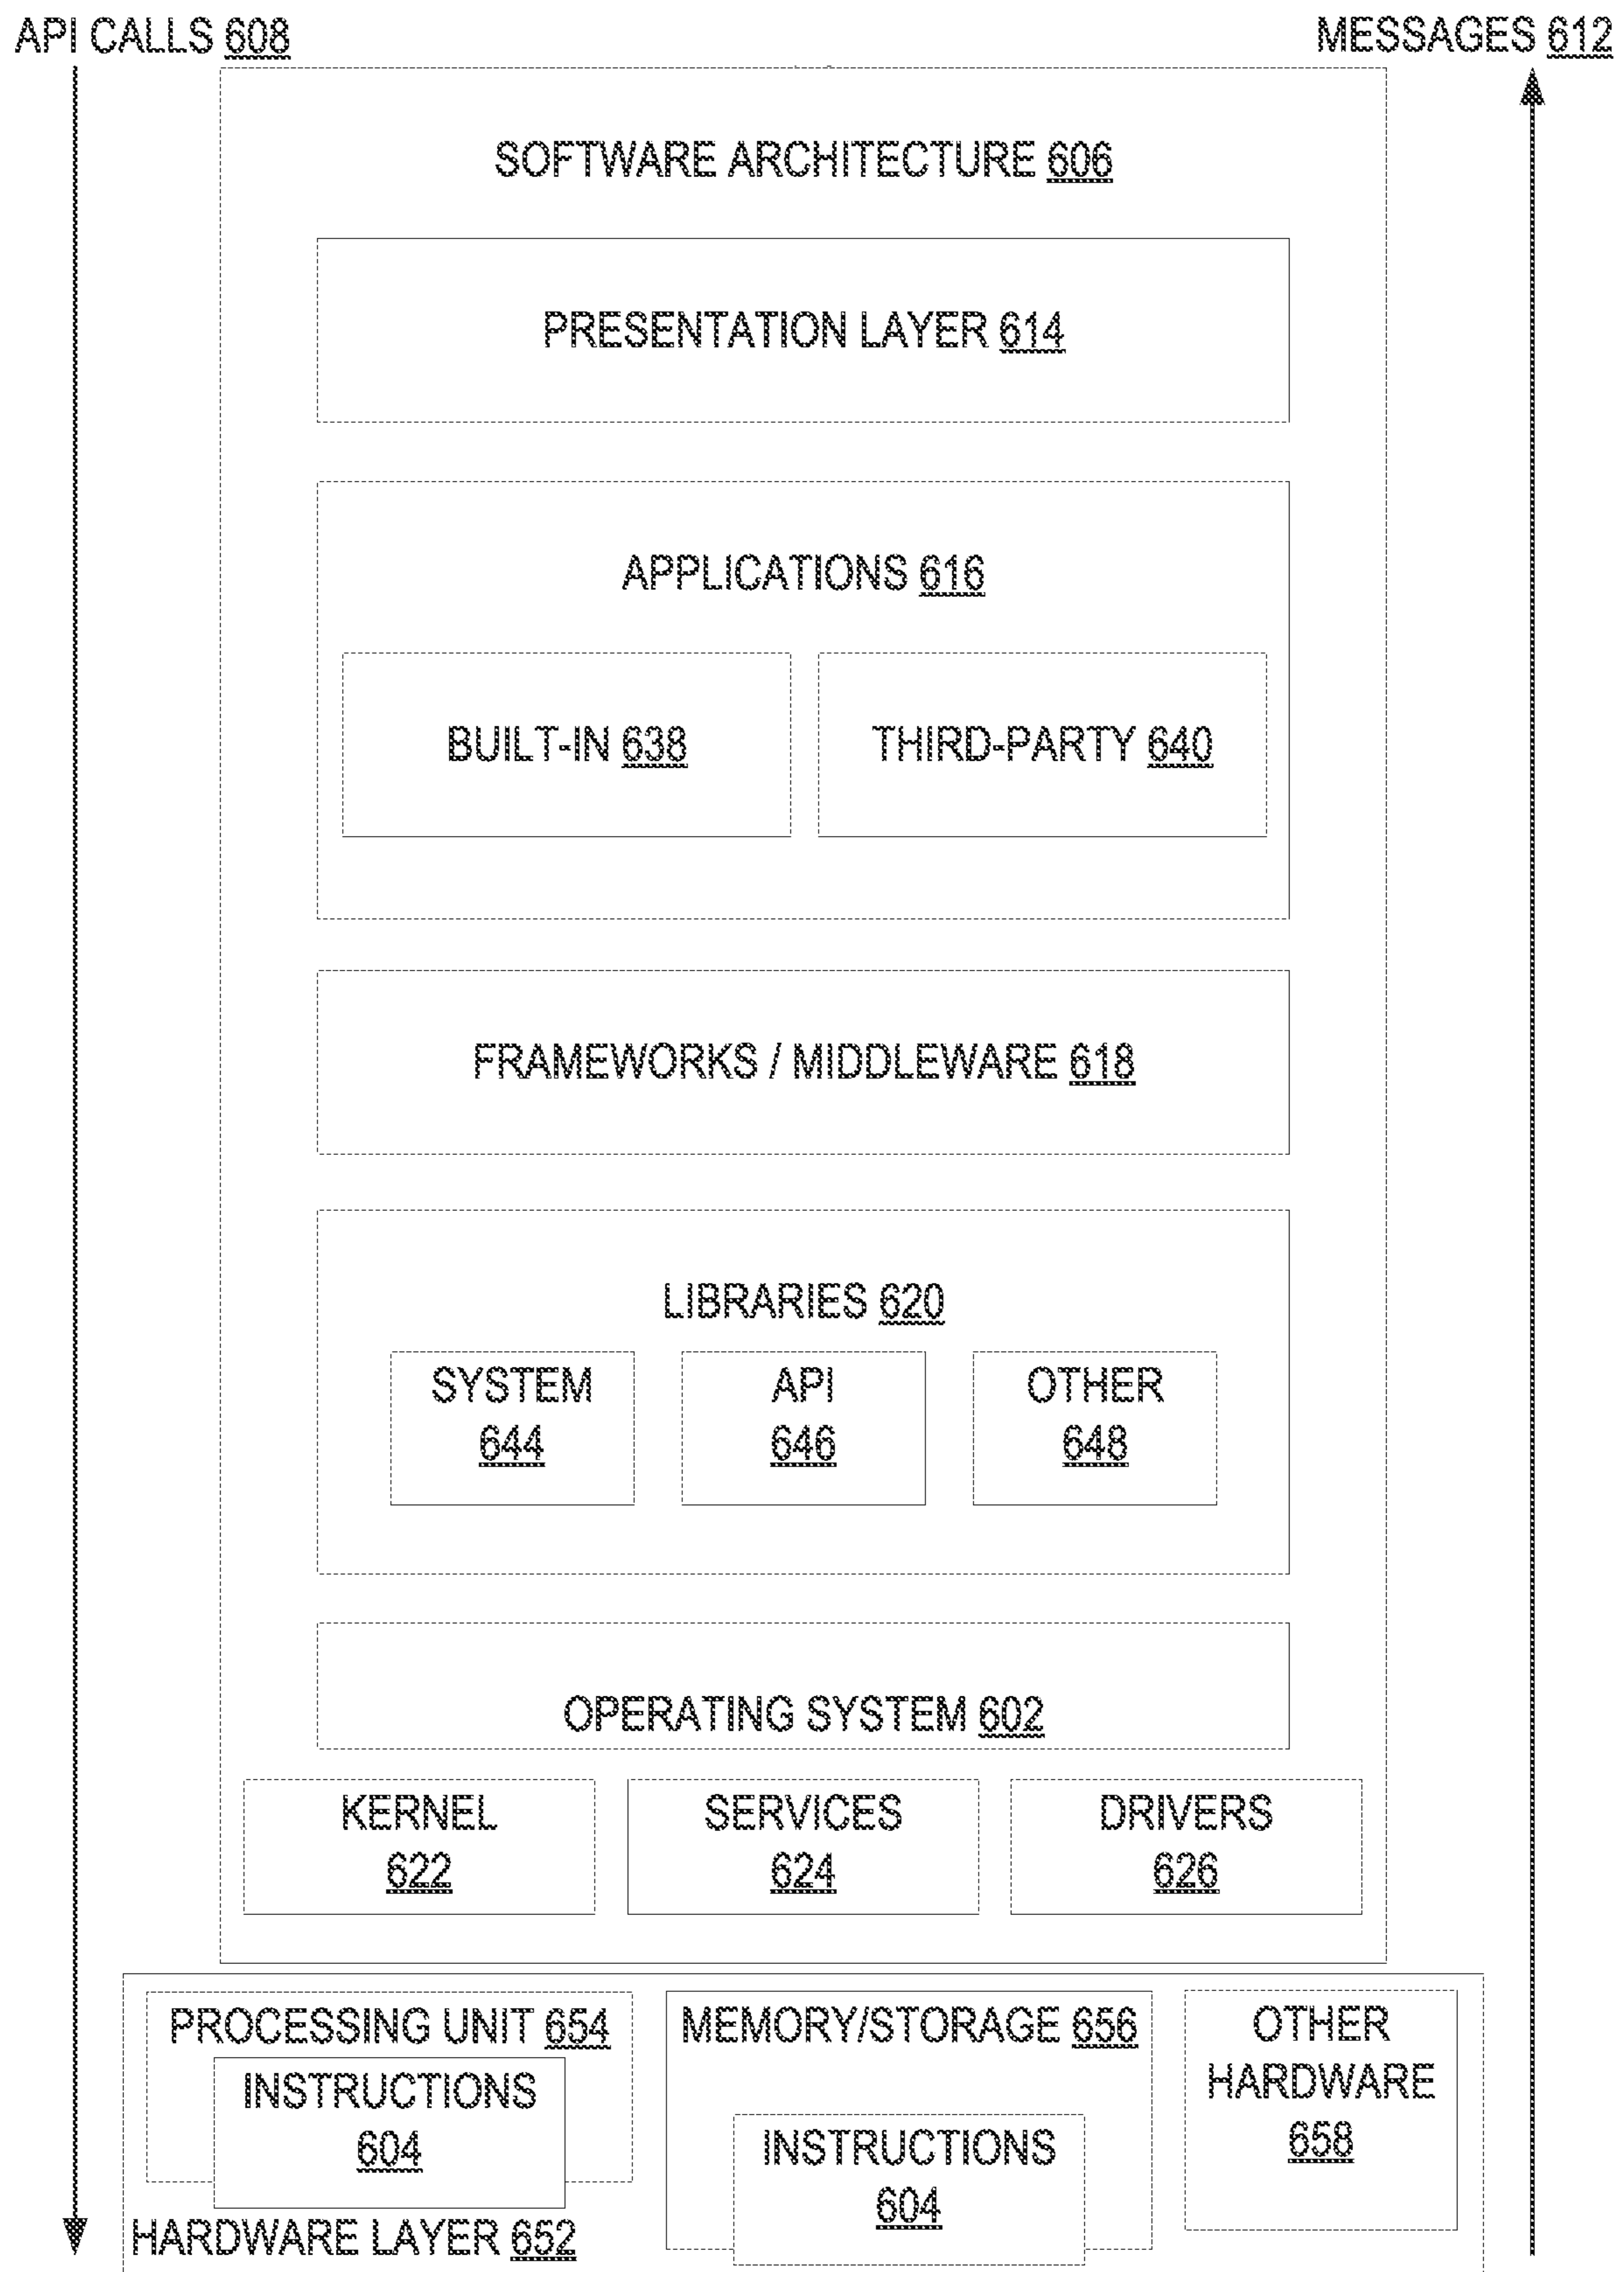 API CALLS 608
MESSAGES 612
SOFTWARE ARCHITECTURE 606
PRESENTATION LAYER 614
APPLICATIONS 616
BUILT-IN 638
THIRD-PARTY 640
FRAMEWORKS / MIDDLEWARE 618
LIBRARIES 620
SYSTEM
644
API
646
OTHER
648
OPERATING SYSTEM 602
KERNEL
622
SERVICES
624
DRIVERS
626
PROCESSING UNIT 654
INSTRUCTIONS
604
MEMORY/STORAGE 656
INSTRUCTIONS
604
OTHER
HARDWARE
658
HARDWARE LAYER 652